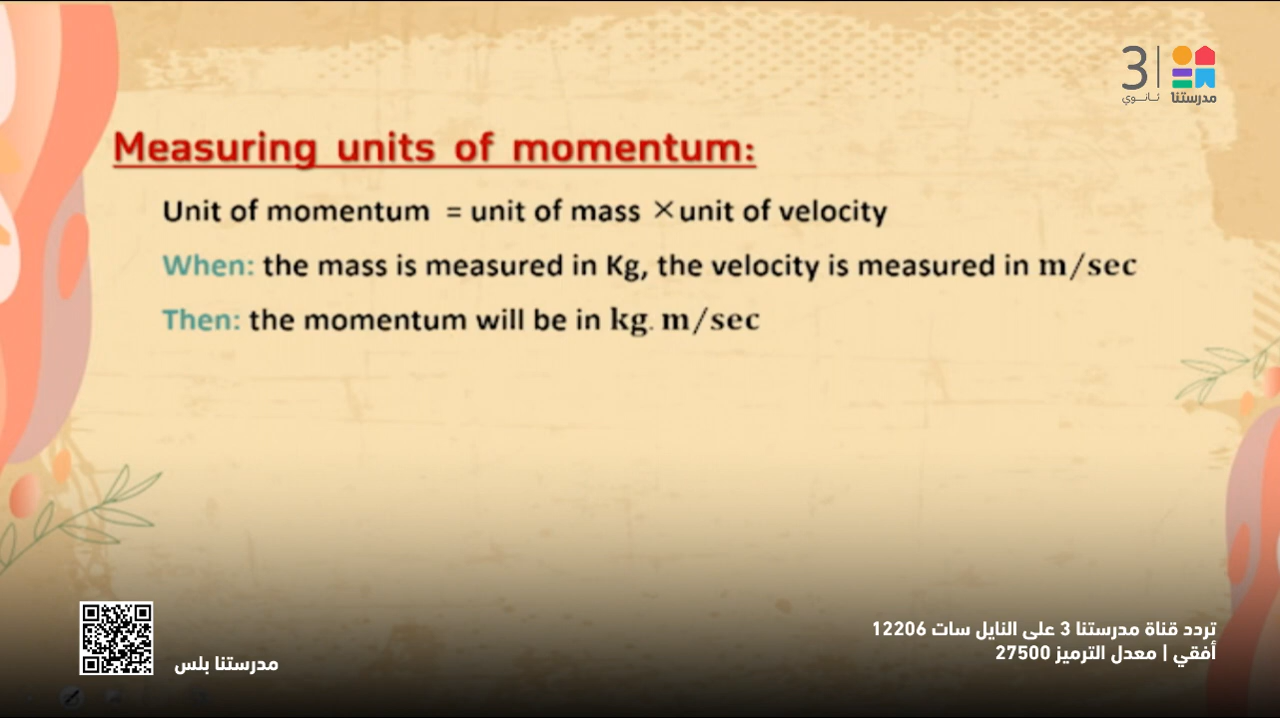 3
ثانوي
مدرستنا
Measuring units of momentum:
Unit of momentum = unit of mass ×unit of velocity
When: the mass is measured in Kg, the velocity is measured in m/sec
Then: the momentum will be in kg. m/sec
تردد قناة مدرستنا 3 على النايل سات 12206
أفقي | معدل الترميز 27500
مدرستنا بلس